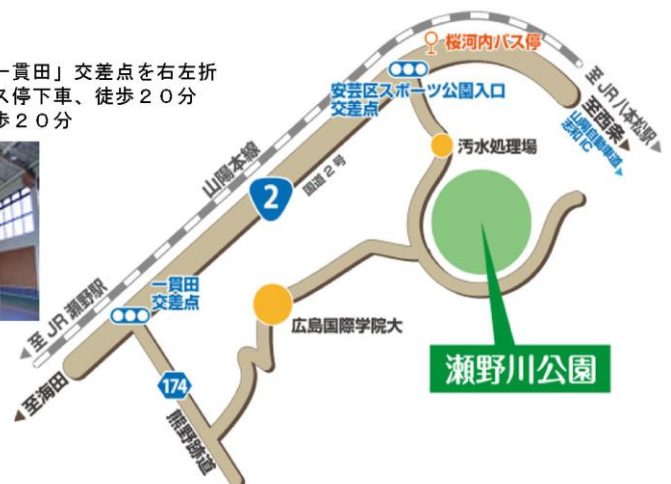 一貫田」交差点を右左折
ス停下車、徒歩２０分
歩２０分
桜河内バス停
安芸区スポーツ公園入口
交差点
至JR八本松駅
至西条
山陽自動車道
志和IC
汚水処理場
山陽本線
国道２号
2
一貫田
交差点
至JR瀬野駅
広島国際学院大
瀬野川公園
至海田
174
熊野跡道